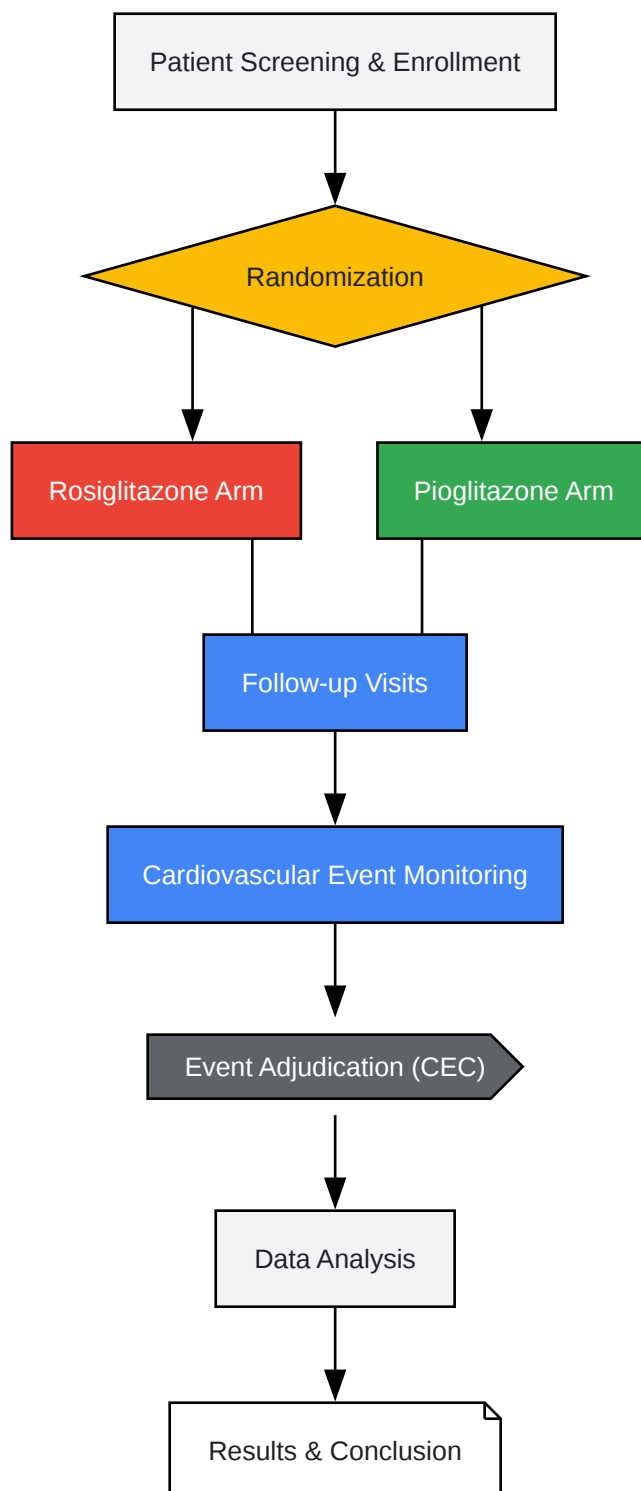 Patient Screening & Enrollment
Randomization
Rosiglitazone Arm
Pioglitazone Arm
Follow-up Visits
Cardiovascular Event Monitoring
Event Adjudication (CEC)
Data Analysis
Results & Conclusion